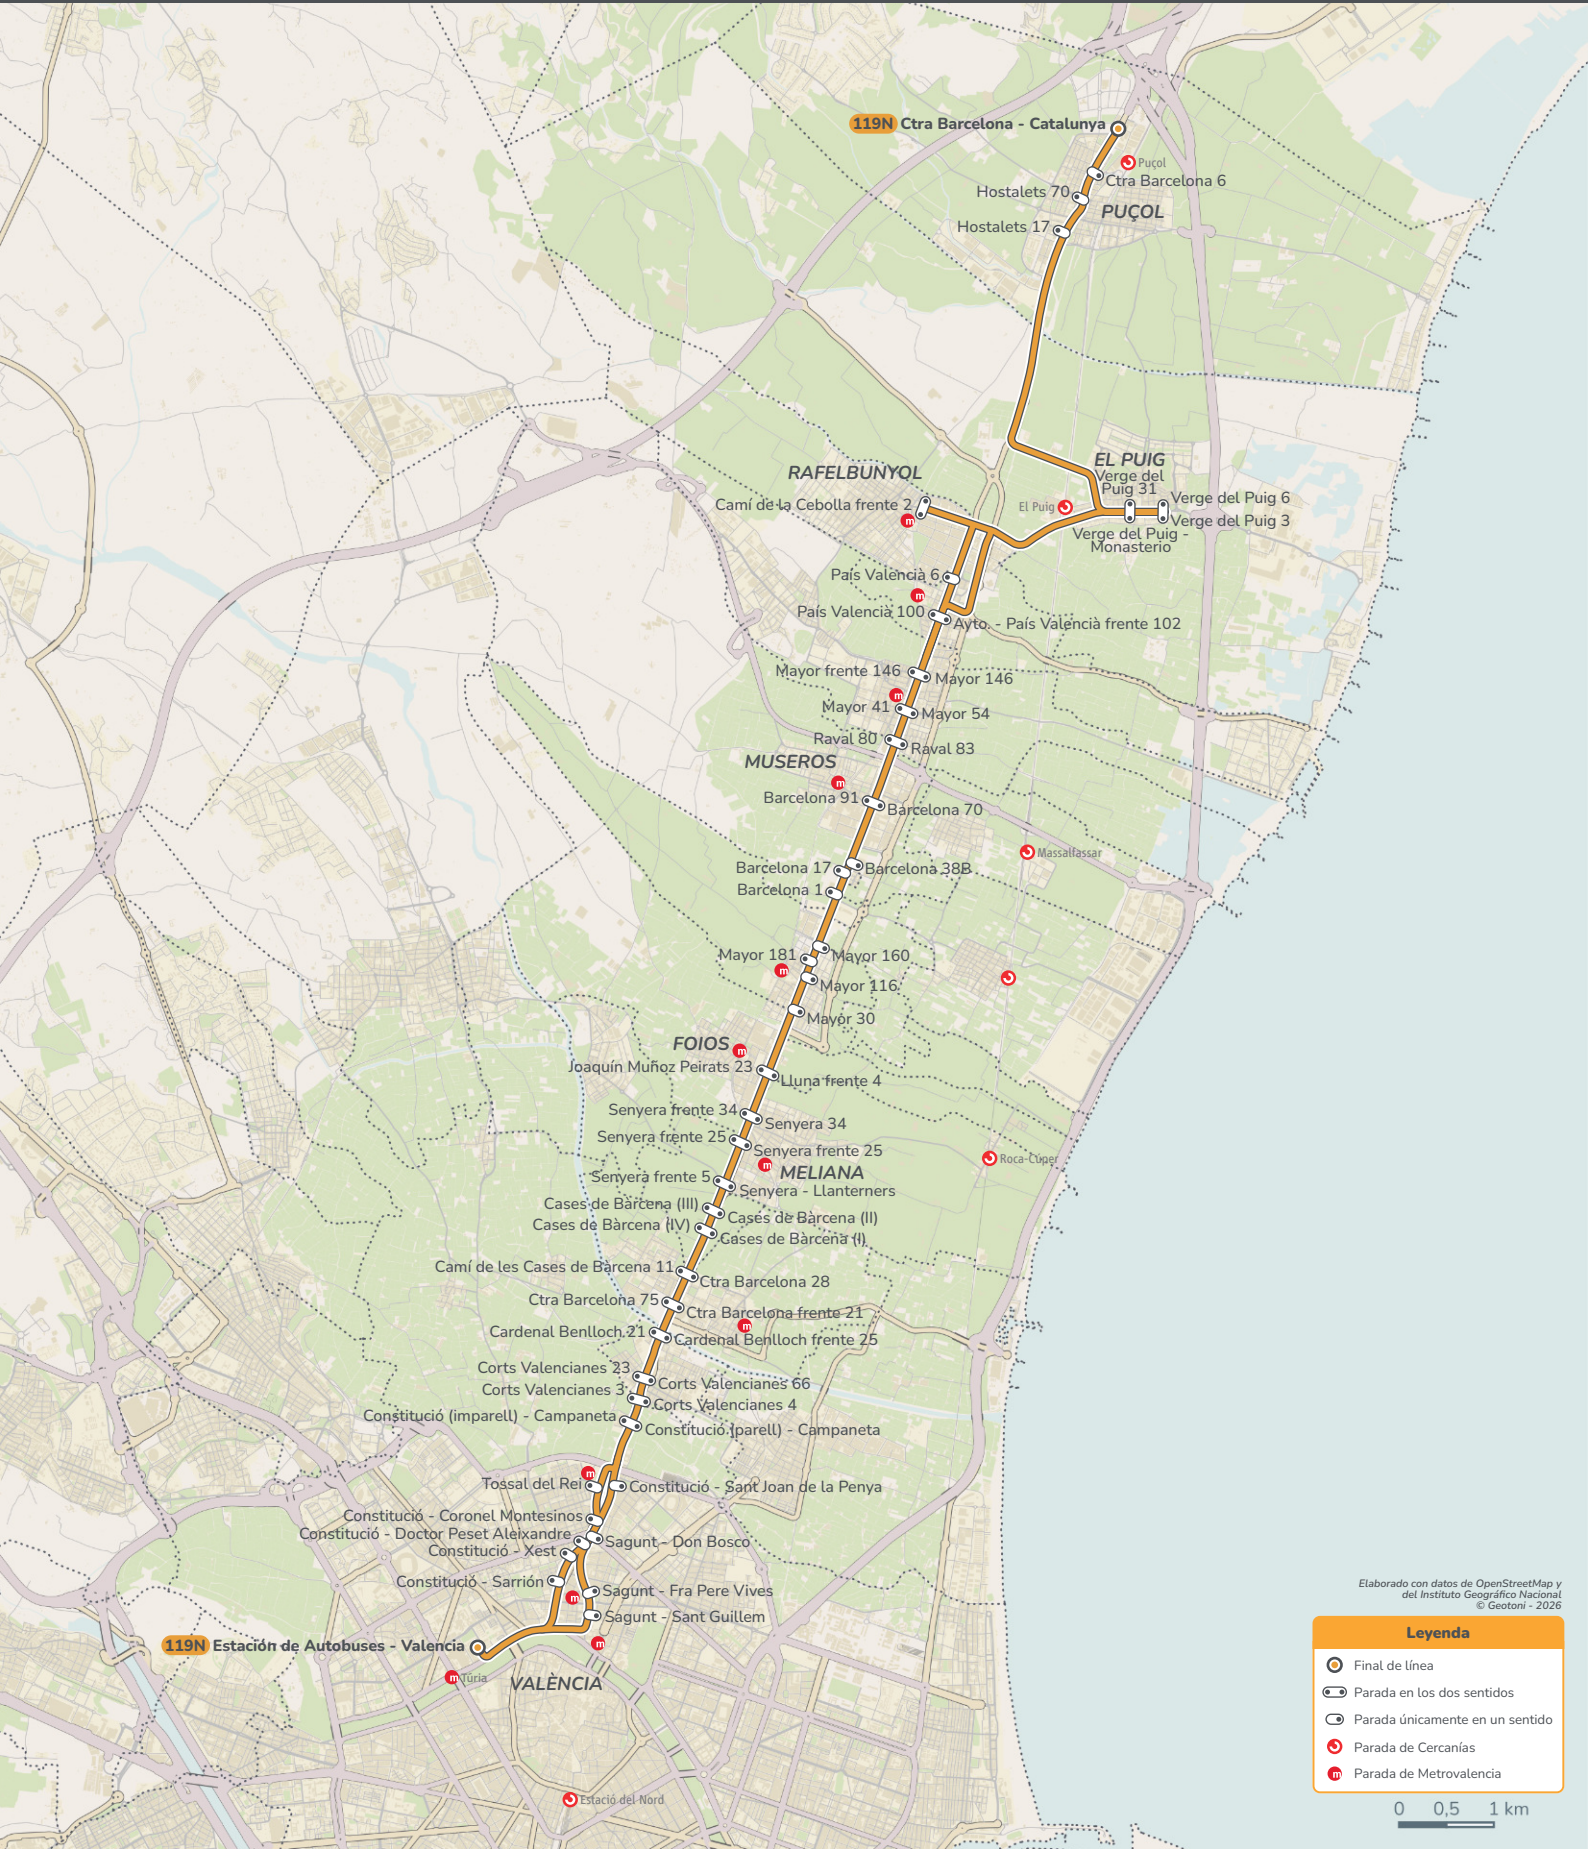 119N Ctra Barcelona - Catalunya
Puçol
Ctra Barcelona 6
Hostalets 70
PUÇOL
Hostalets 17
EL PUIG
RAFELBUNYOL
Verge del
Puig 31
Verge del Puig 6
Camí de la Cebolla frente 2
El Puig
Verge del Puig 3
Verge del Puig -
Monasterio
País Valencià 6
País Valencià 100
Ayto. - País Valencià frente 102
Mayor frente 146
Mayor 146
Mayor 41
Mayor 54
Raval 80
Raval 83
MUSEROS
Barcelona 91
Barcelona 70
Massalfassar
Barcelona 17
Barcelona 38B
Barcelona 1
Mayor 181
Mayor 160
Mayor 116
Mayor 30
FOIOS
Joaquín Muñoz Peirats 23
Lluna frente 4
Senyera frente 34
Senyera 34
Senyera frente 25
Senyera frente 25
Roca-Cúper
MELIANA
Senyera frente 5
Senyera - Llanterners
Cases de Bàrcena (III)
Cases de Bàrcena (II)
Cases de Bàrcena (IV)
Cases de Bàrcena (I)
Camí de les Cases de Bàrcena 11
Ctra Barcelona 28
Ctra Barcelona 75
Ctra Barcelona frente 21
Cardenal Benlloch 21
Cardenal Benlloch frente 25
Corts Valencianes 23
Corts Valencianes 66
Corts Valencianes 3
Corts Valencianes 4
Constitució (imparell) - Campaneta
Constitució (parell) - Campaneta
Tossal del Rei
Constitució - Sant Joan de la Penya
Constitució - Coronel Montesinos
Constitució - Doctor Peset Aleixandre
Sagunt - Don Bosco
Constitució - Xest
Constitució - Sarrión
Sagunt - Fra Pere Vives
Sagunt - Sant Guillem
119N Estación de Autobuses - Valencia
Túria
VALÈNCIA
Estació del Nord
Elaborado con datos de OpenStreetMap y
del Instituto Geográfico Nacional
© Geotoni - 2026
Leyenda
Final de línea
Parada en los dos sentidos
Parada únicamente en un sentido
Parada de Cercanías
m Parada de Metrovalencia
0 0,5 1 km